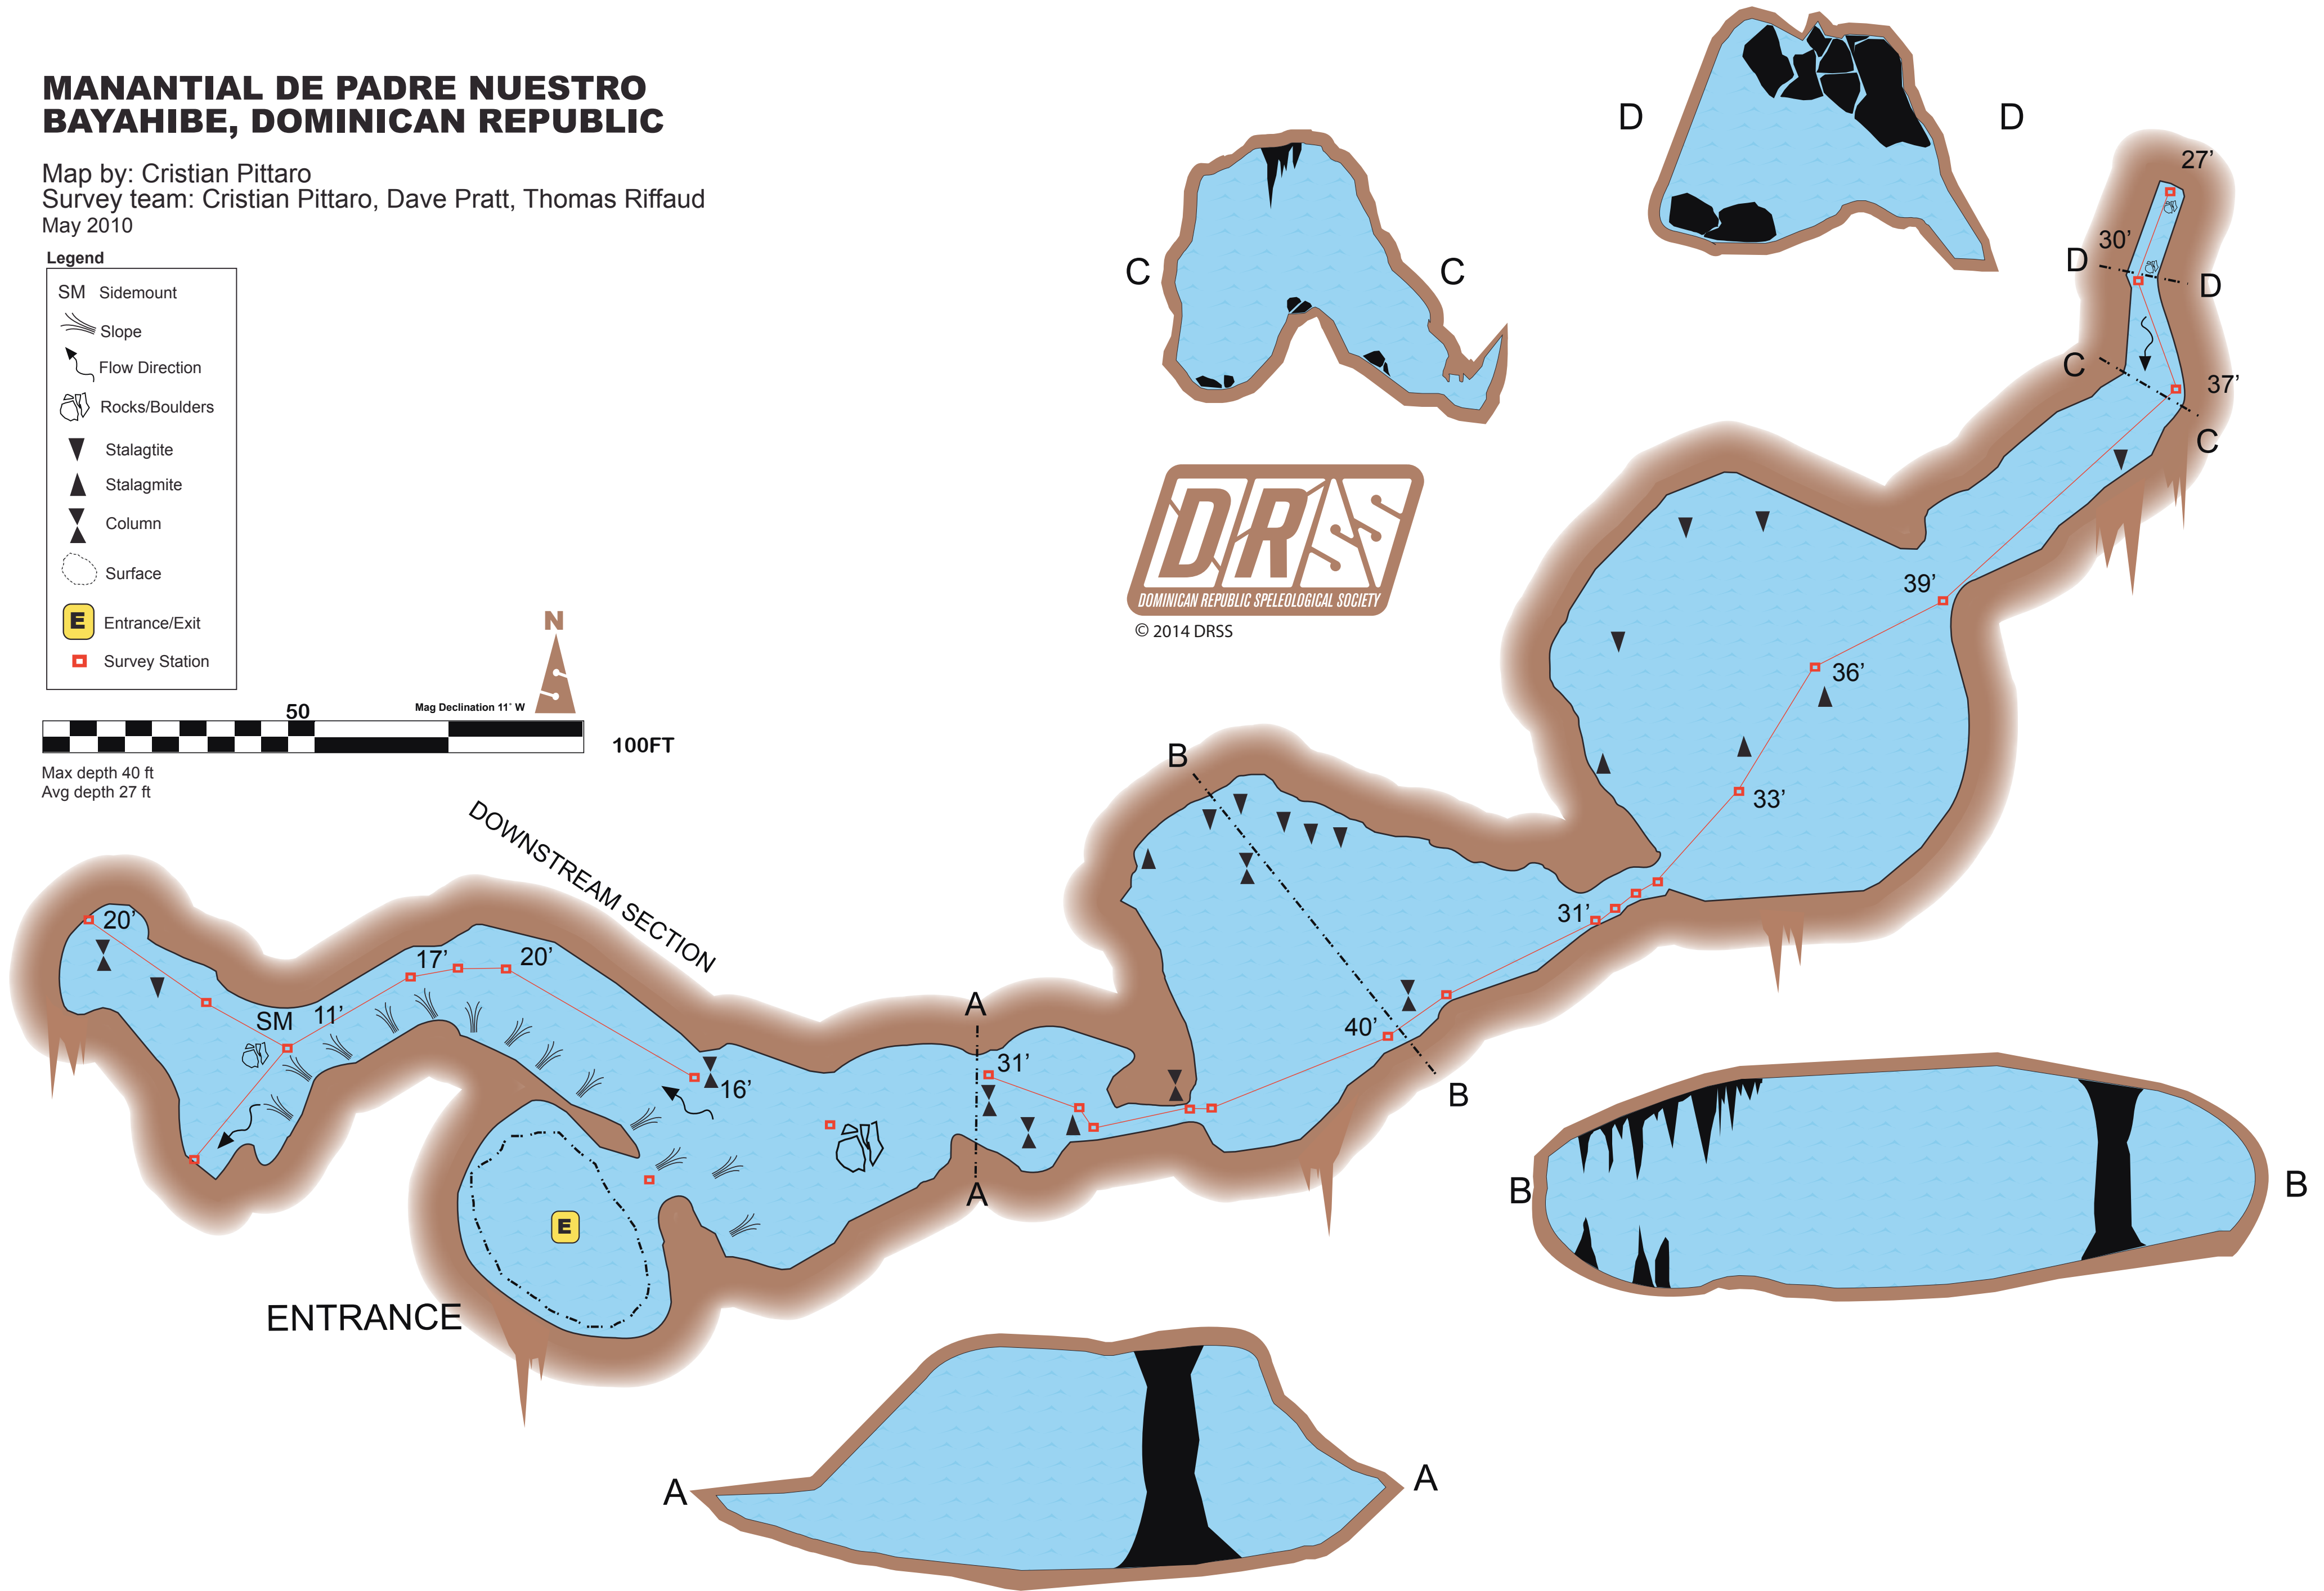 MANANTIAL DE PADRE NUESTRO
BAYAHIBE, DOMINICAN REPUBLIC
Map by: Cristian Pittaro
Survey team: Cristian Pittaro, Dave Pratt, Thomas Riffaud
May 2010
Legend
SM Sidemount
Slope
Flow Direction
Rocks/Boulders
Stalagtite
Stalagmite
Column
Surface
E Entrance/Exit
Survey Station
N
50
Mag Declination 11° W
100FT
Max depth 40 ft
Avg depth 27 ft
D D
C C
DRSS
DOMINICAN REPUBLIC SPELEOLOGICAL SOCIETY
© 2014 DRSS
27’
30’
D
D
C
37’
C
39’
36’
33’
B
31’
40’
B
DOWNSTREAM SECTION
20’
17’
20’
SM 11’
A
31’
16’
A
E
ENTRANCE
B B
A A